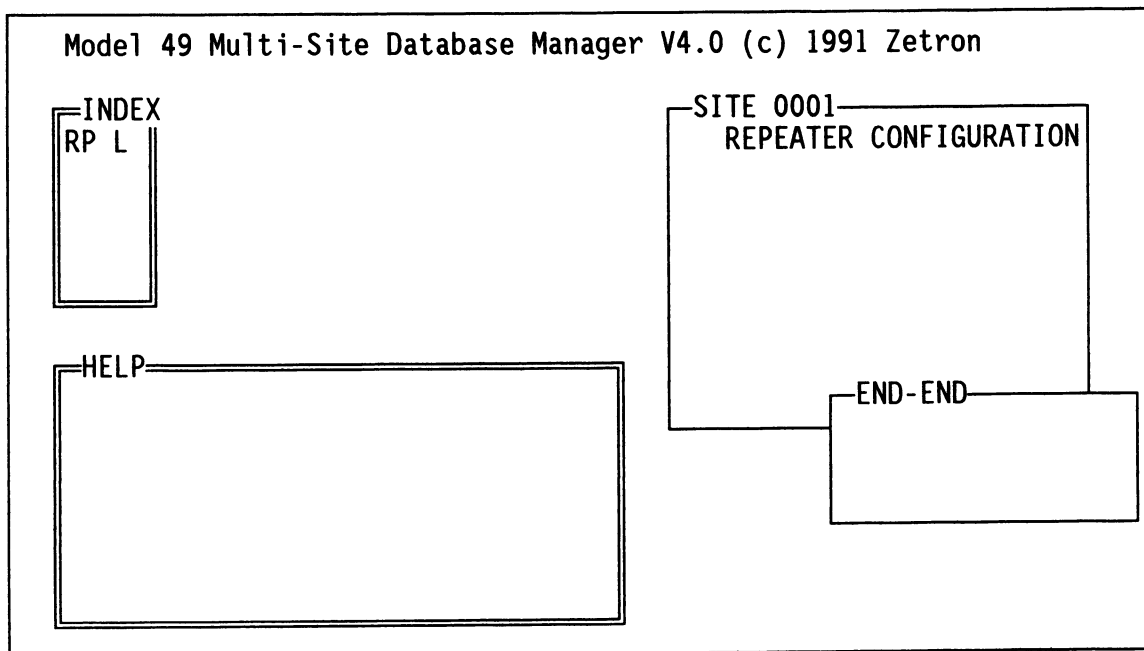 Model 49 Multi-Site Database Manager V4.0 (c) 1991 Zetron
INDEX
RP L
SITE 0001
REPEATER CONFIGURATION
HELP
END-END